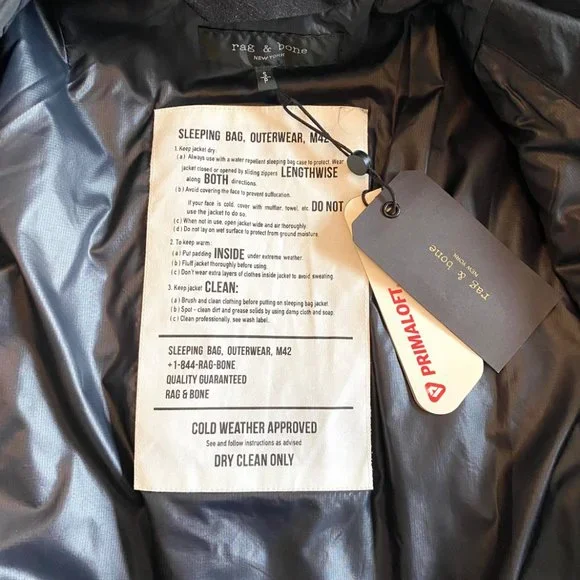 rag & bone
NEW YORK
SLEEPING BAG, OUTERWEAR, M42
1. Keep jacket dry.
(a) Always use with a water repellant sleeping bag case to protect. Wear
jacket closed or opened by sliding zippers LENGTHWISE
along BOTH directions.
(b) Avoid covering the face to prevent suffocation.
If your face is cold, cover with muffler, towel, etc. DO NOT
use the jacket to do so.
(c) When not in use, open jacket wide and air thoroughly.
(d) Do not lay on wet surface to protect from ground moisture.
2. To keep warm:
(a) Put padding INSIDE under extreme weather.
(b) Fluff jacket thoroughly before using.
(c) Don't wear extra layers of clothes inside jacket to avoid sweating.
3. Keep jacket CLEAN:
(a) Brush and clean clothing before putting on sleeping bag jacket
(b) Spot - clean dirt and grease solids by using damp cloth and soap.
(c) Clean professionally, see wash label.
SLEEPING BAG, OUTERWEAR, M42
+1-844-RAG-BONE
QUALITY GUARANTEED
RAG & BONE
COLD WEATHER APPROVED
See and follow instructions as advised
DRY CLEAN ONLY
rag & bone
NEW YORK
PRIMALOFT